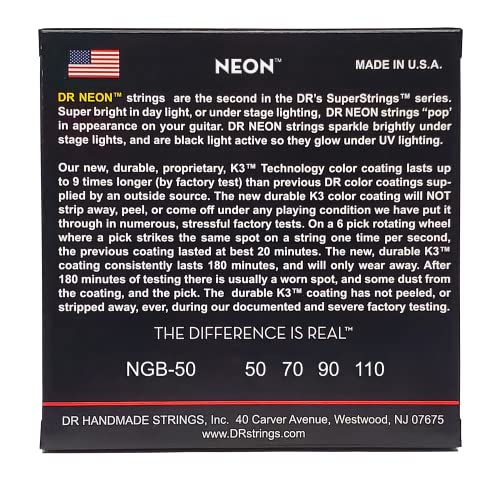 NEON™
MADE IN U.S.A.
DR NEON™ strings are the second in the DR's SuperStrings™ series.
Super bright in day light, or under stage lighting, DR NEON strings “pop’
in appearance on your guitar. DR NEON strings sparkle brightly under
stage lights, and are black light active so they glow under UV lighting.
Our new, durable, proprietary, K3™ Technology color coating lasts up
to 9 times longer (by factory test) than previous DR color coatings sup-
plied by an outside source. The new durable K3 color coating will NOT
strip away, peel, or come off under any playing condition we have put it
through in numerous, stressful factory tests. On a 6 pick rotating wheel
where a pick strikes the same spot on a string one time per second,
the previous coating lasted at best 20 minutes. The new, durable K3™
coating consistently lasts 180 minutes, and will only wear away. After
180 minutes of testing there is usually a worn spot, and some dust from
the coating, and the pick. The durable K3™ coating has not peeled, or
stripped away, ever, during our documented and severe factory testing.
THE DIFFERENCE IS REAL™
NGB-50 50 70 90 110
DR HANDMADE STRINGS, Inc. 40 Carver Avenue, Westwood, NJ 07675
www.DRstrings.com